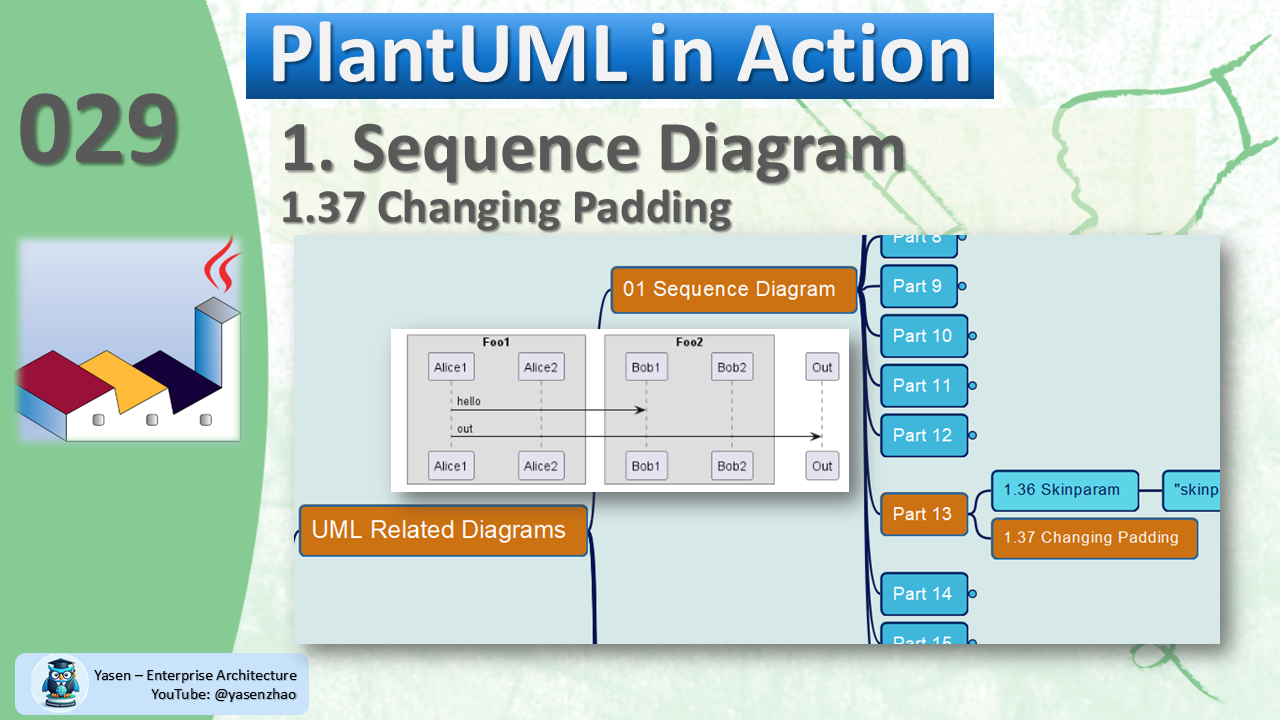 PlantUML in Action
029
1. Sequence Diagram
1.37 Changing Padding
Part 8
01 Sequence Diagram
Part 9
Part 10
Part 11
Part 12
Foo1
Foo2
Alice1
Alice2
Bob1
Bob2
Out
hello
out
Alice1
Alice2
Bob1
Bob2
Out
UML Related Diagrams
Part 13
1.36 Skinparam
"skinp
1.37 Changing Padding
Part 14
Part 15
Yasen – Enterprise Architecture
YouTube: @yasenzhao